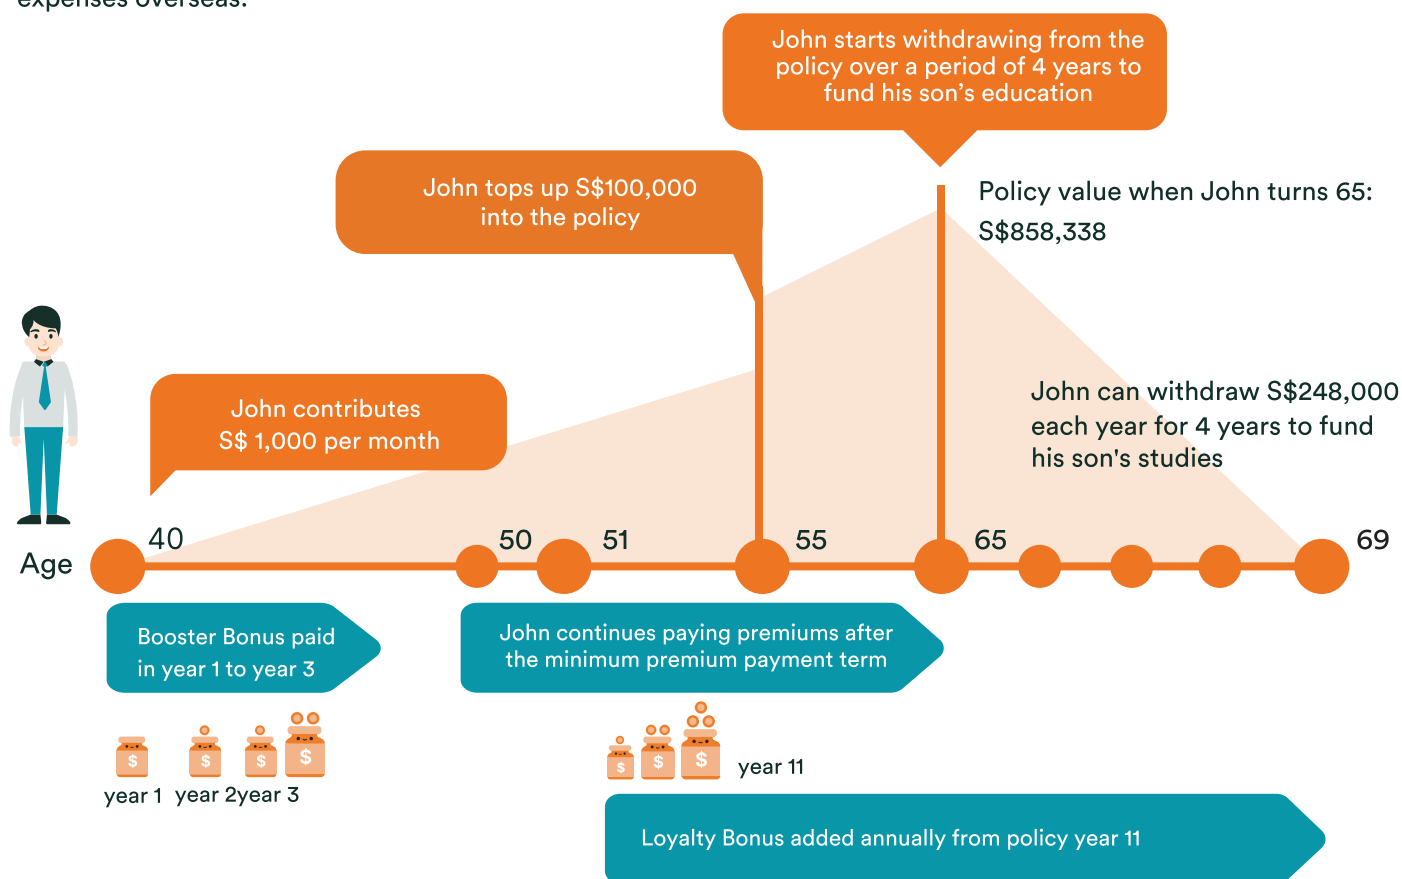 expenses overseas.
John starts withdrawing from the
policy over a period of 4 years to
fund his son's education
John tops up S$100,000
into the policy
Policy value when John turns 65:
S$858,338
John contributes
S$ 1,000 per month
John can withdraw S$248,000
each year for 4 years to fund
his son's studies
Age
40
50
51
55
65
69
Booster Bonus paid
in year 1 to year 3
John continues paying premiums after
the minimum premium payment term
$
$
$
$
year 1
year 2
year 3
$
$
$
year 11
Loyalty Bonus added annually from policy year 11